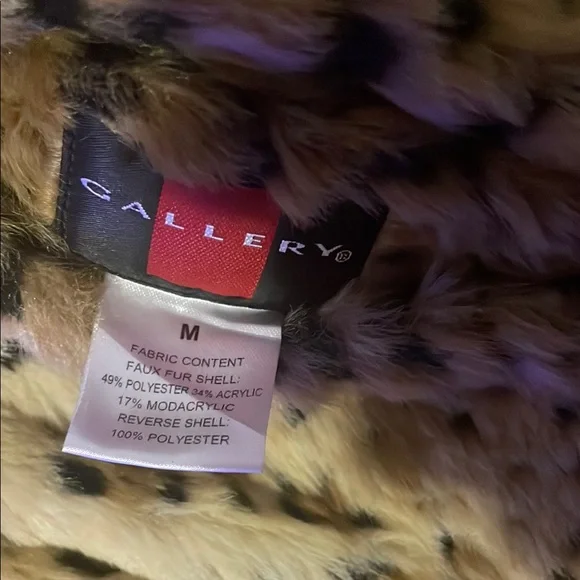 GALLERY®
M
FABRIC CONTENT
FAUX FUR SHELL:
49% POLYESTER 34% ACRYLIC
17% MODACRYLIC
REVERSE SHELL:
100% POLYESTER